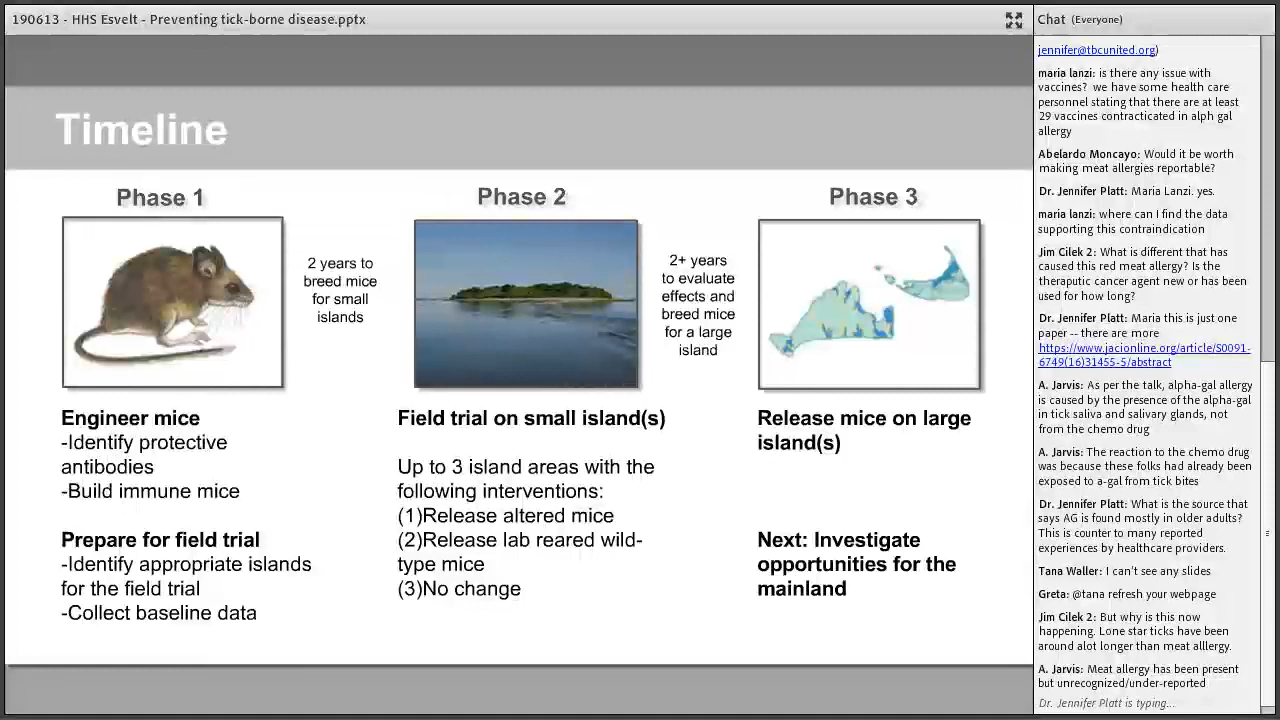 190613 - HHS Esvelt - Preventing tick-borne disease.pptx
Timeline
Phase 1
2 years to
breed mice
for small
islands
Phase 2
2+ years
to evaluate
effects and
breed mice
for a large
island
Phase 3
Engineer mice
-Identify protective
antibodies
-Build immune mice
Prepare for field trial
-Identify appropriate islands
for the field trial
-Collect baseline data
Field trial on small island(s)
Up to 3 island areas with the
following interventions:
(1)Release altered mice
(2)Release lab reared wild-
type mice
(3)No change
Release mice on large
island(s)
Next: Investigate
opportunities for the
mainland
Chat (Everyone)
jennifer@tbcunited.org)
maria lanzi: is there any issue with
vaccines? we have some health care
personnel stating that there are at least
29 vaccines contracticated in alph gal
allergy
Abelardo Moncayo: Would it be worth
making meat allergies reportable?
Dr. Jennifer Platt: Maria Lanzi. yes.
maria lanzi: where can I find the data
supporting this contraindication
Jim Cilek 2: What is different that has
caused this red meat allergy? Is the
theraputic cancer agent new or has been
used for how long?
Dr. Jennifer Platt: Maria this is just one
paper -- there are more
https://www.jacionline.org/article/S0091-
6749(16)31455-5/abstract
A. Jarvis: As per the talk, alpha-gal allergy
is caused by the presence of the alpha-gal
in tick saliva and salivary glands, not
from the chemo drug
A. Jarvis: The reaction to the chemo drug
was because these folks had already been
exposed to a-gal from tick bites
Dr. Jennifer Platt: What is the source that
says AG is found mostly in older adults?
This is counter to many reported
experiences by healthcare providers.
Tana Waller: I can't see any slides
Greta: @tana refresh your webpage
Jim Cilek 2: But why is this now
happening. Lone star ticks have been
around alot longer than meat alllergy.
A. Jarvis: Meat allergy has been present
but unrecognized/under-reported
Dr. Jennifer Platt is typing...